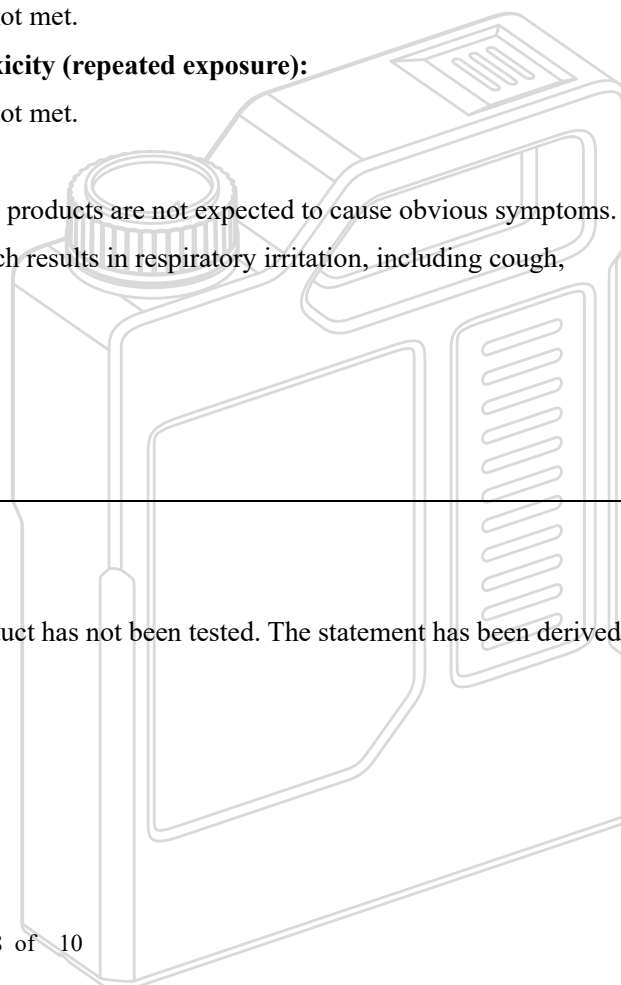 ot met.
xicity (repeated exposure):
ot met.
products are not expected to cause obvious symptoms.
ch results in respiratory irritation, including cough,
uct has not been tested. The statement has been derived
of 10